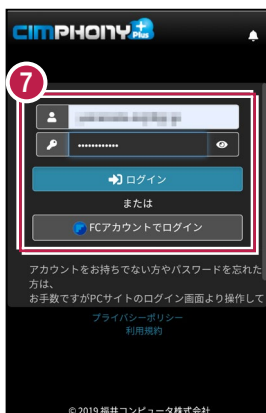 CIMPHONY Plus
7
ログイン
または
FCアカウントでログイン
アカウントをお持ちでない方やパスワードを忘れた
方は、
お手数ですがPCサイトのログイン画面より操作して
プライバシーポリシー
利用規約
© 2019 福井コンピュータ株式会社